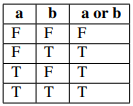 a b a or b
F F F
F T T
T F T
T T T